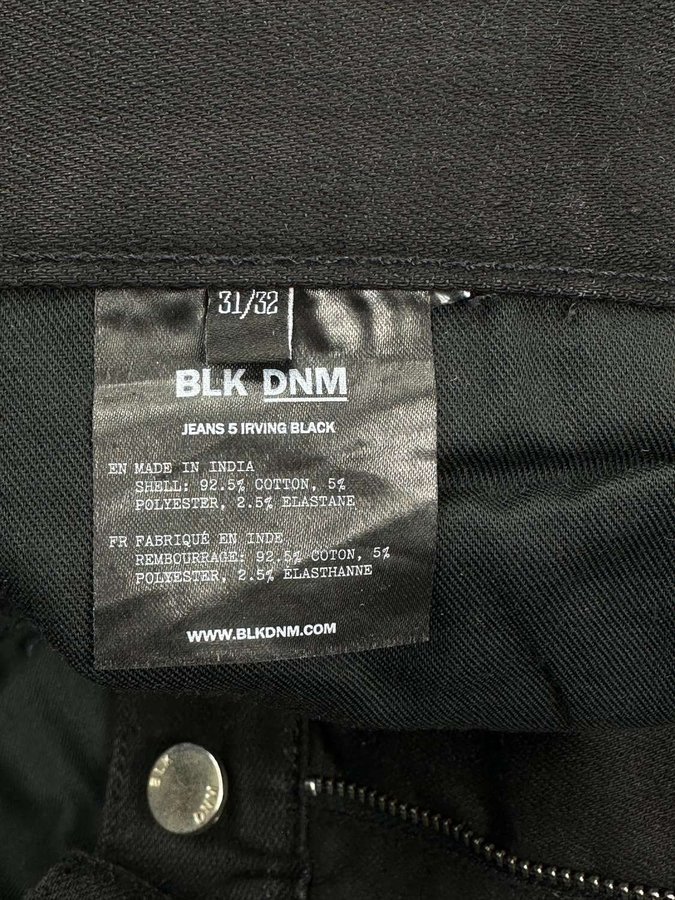 31/32
BLK DNM
JEANS 5 IRVING BLACK
EN MADE IN INDIA
SHELL: 92.5% COTTON, 5%
POLYESTER, 2.5% ELASTANE
FR FABRIQUÉ EN INDE
REMBOURRAGE: 92.5% COTON, 5%
POLYESTER, 2.5% ÉLASTHANNE
WWW.BLKDNM.COM
BLK
DNM